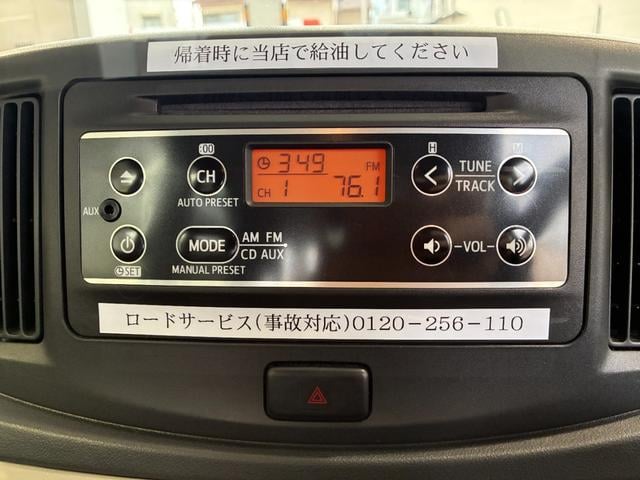 帰着時に当店で給油してください
:00
CH
AUTO PRESET
3:49 FM
CH 1 76.1
H
M
TUNE
TRACK
AUX
SET
MODE
AM FM
CD AUX
MANUAL PRESET
-VOL-
ロードサービス(事故対応)0120-256-110